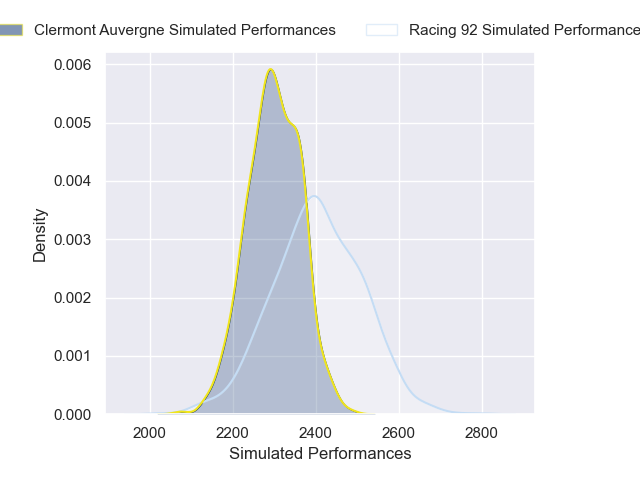 Clermont Auvergne Simulated Performances
Racing 92 Simulated Performance
0.006
0.005
0.004
0.003
0.002
0.001
0.000
Density
2000 2200 2400 2600 2800
Simulated Performances